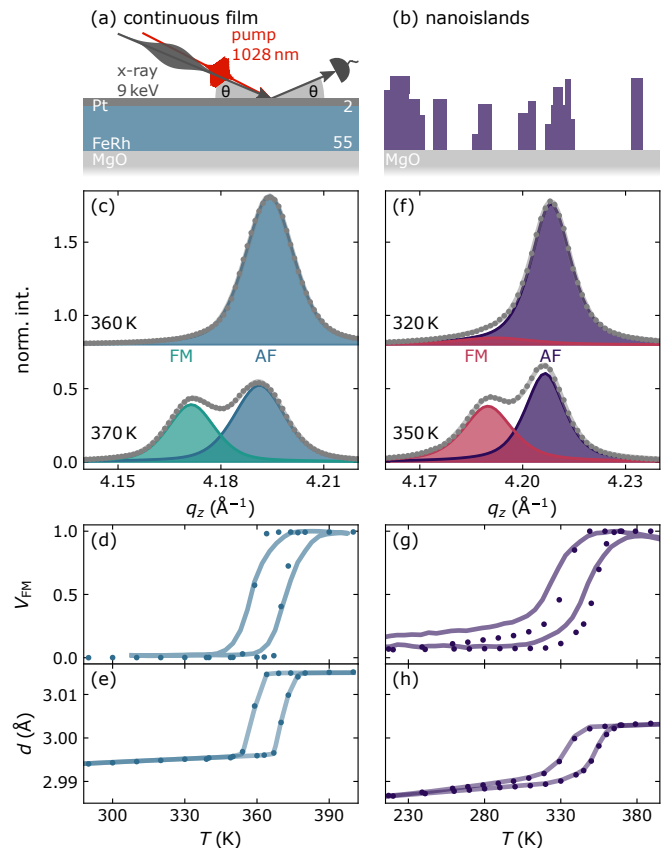 (a) continuous film
(b) nanoislands
pump
1028 nm
x-ray
9 keV
θ θ
Pt 2
FeRh 55
MgO
MgO
(c)
(f)
1.5
1.0
0.5
0.0
norm. int.
360 K
320 K
FM AF
FM AF
370 K
350 K
4.15 4.18 4.21
4.17 4.20 4.23
q_z (Å⁻¹)
q_z (Å⁻¹)
(d)
(g)
1.0
0.5
0.0
V_FM
(e)
(h)
3.01
3.00
2.99
d (Å)
300 330 360 390
230 280 330 380
T (K)
T (K)